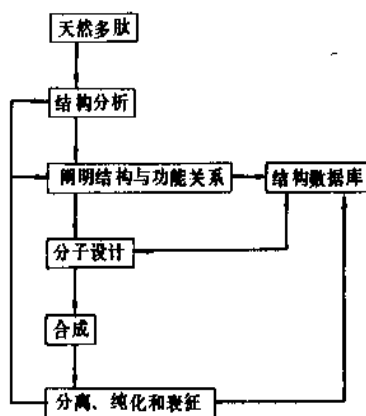 天然多肽
结构分析
阐明结构与功能关系
结构数据库
分子设计
合成
分离、纯化和表征